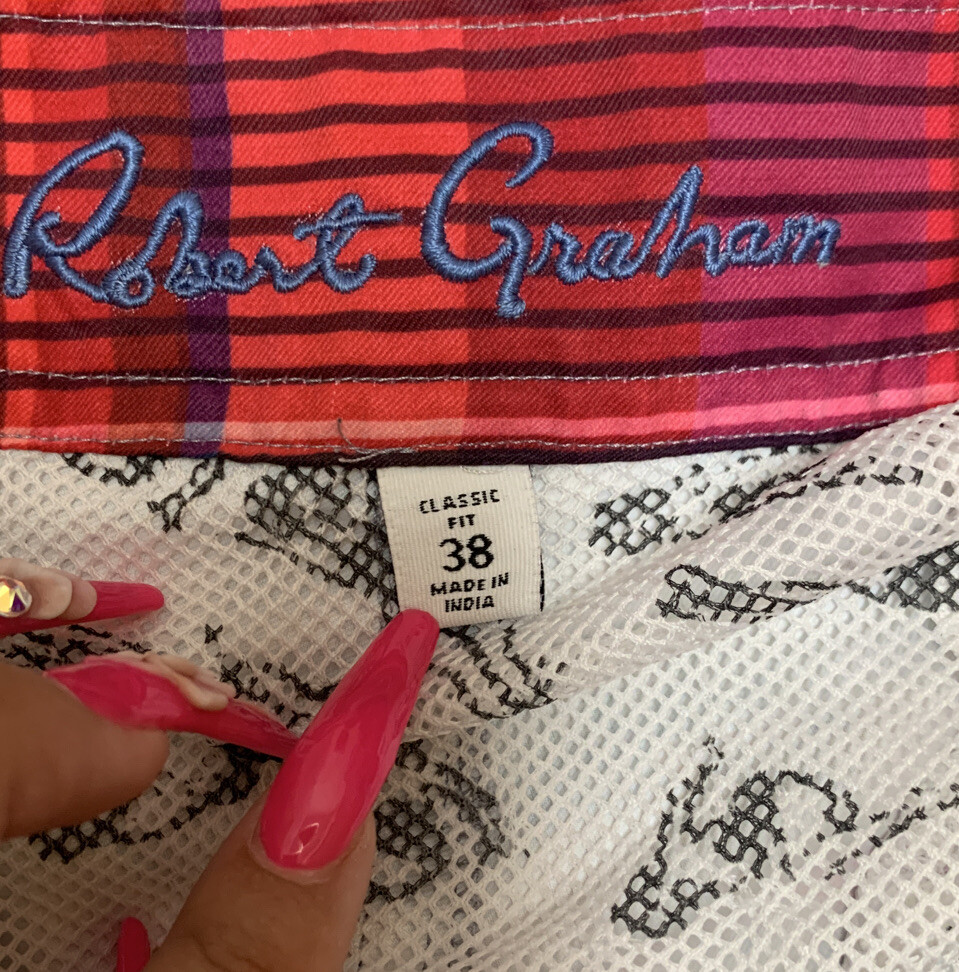 Robert Graham
CLASSIC
FIT
38
MADE IN
INDIA